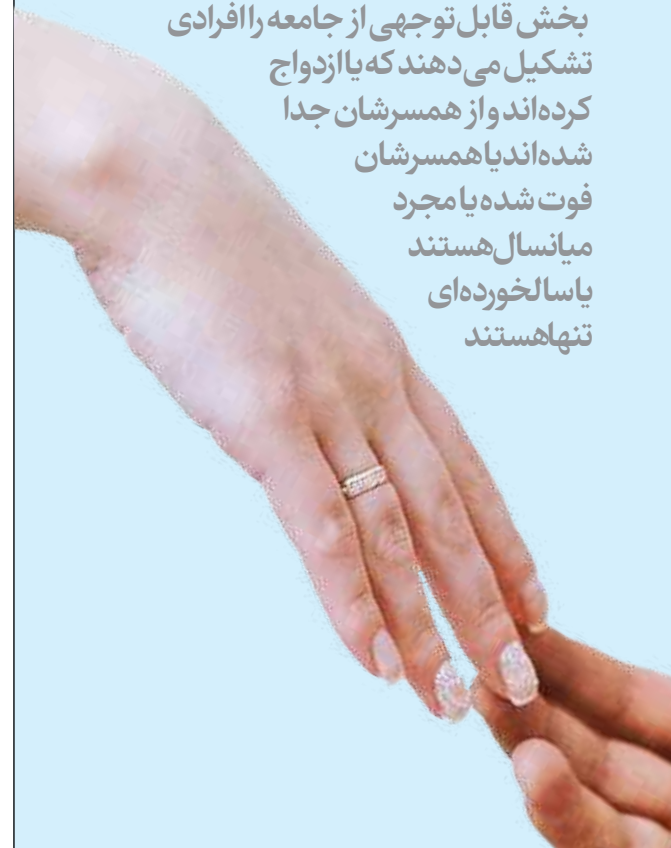 بخش قابل‌توجهی از جامعه را افرادی
تشکیل می‌دهند که یا ازدواج
کرده‌اند و از همسرشان جدا
شده‌اند یا همسرشان
فوت شده یا مجرد
میانسال هستند
یا سالخورده‌ای
تنها هستند